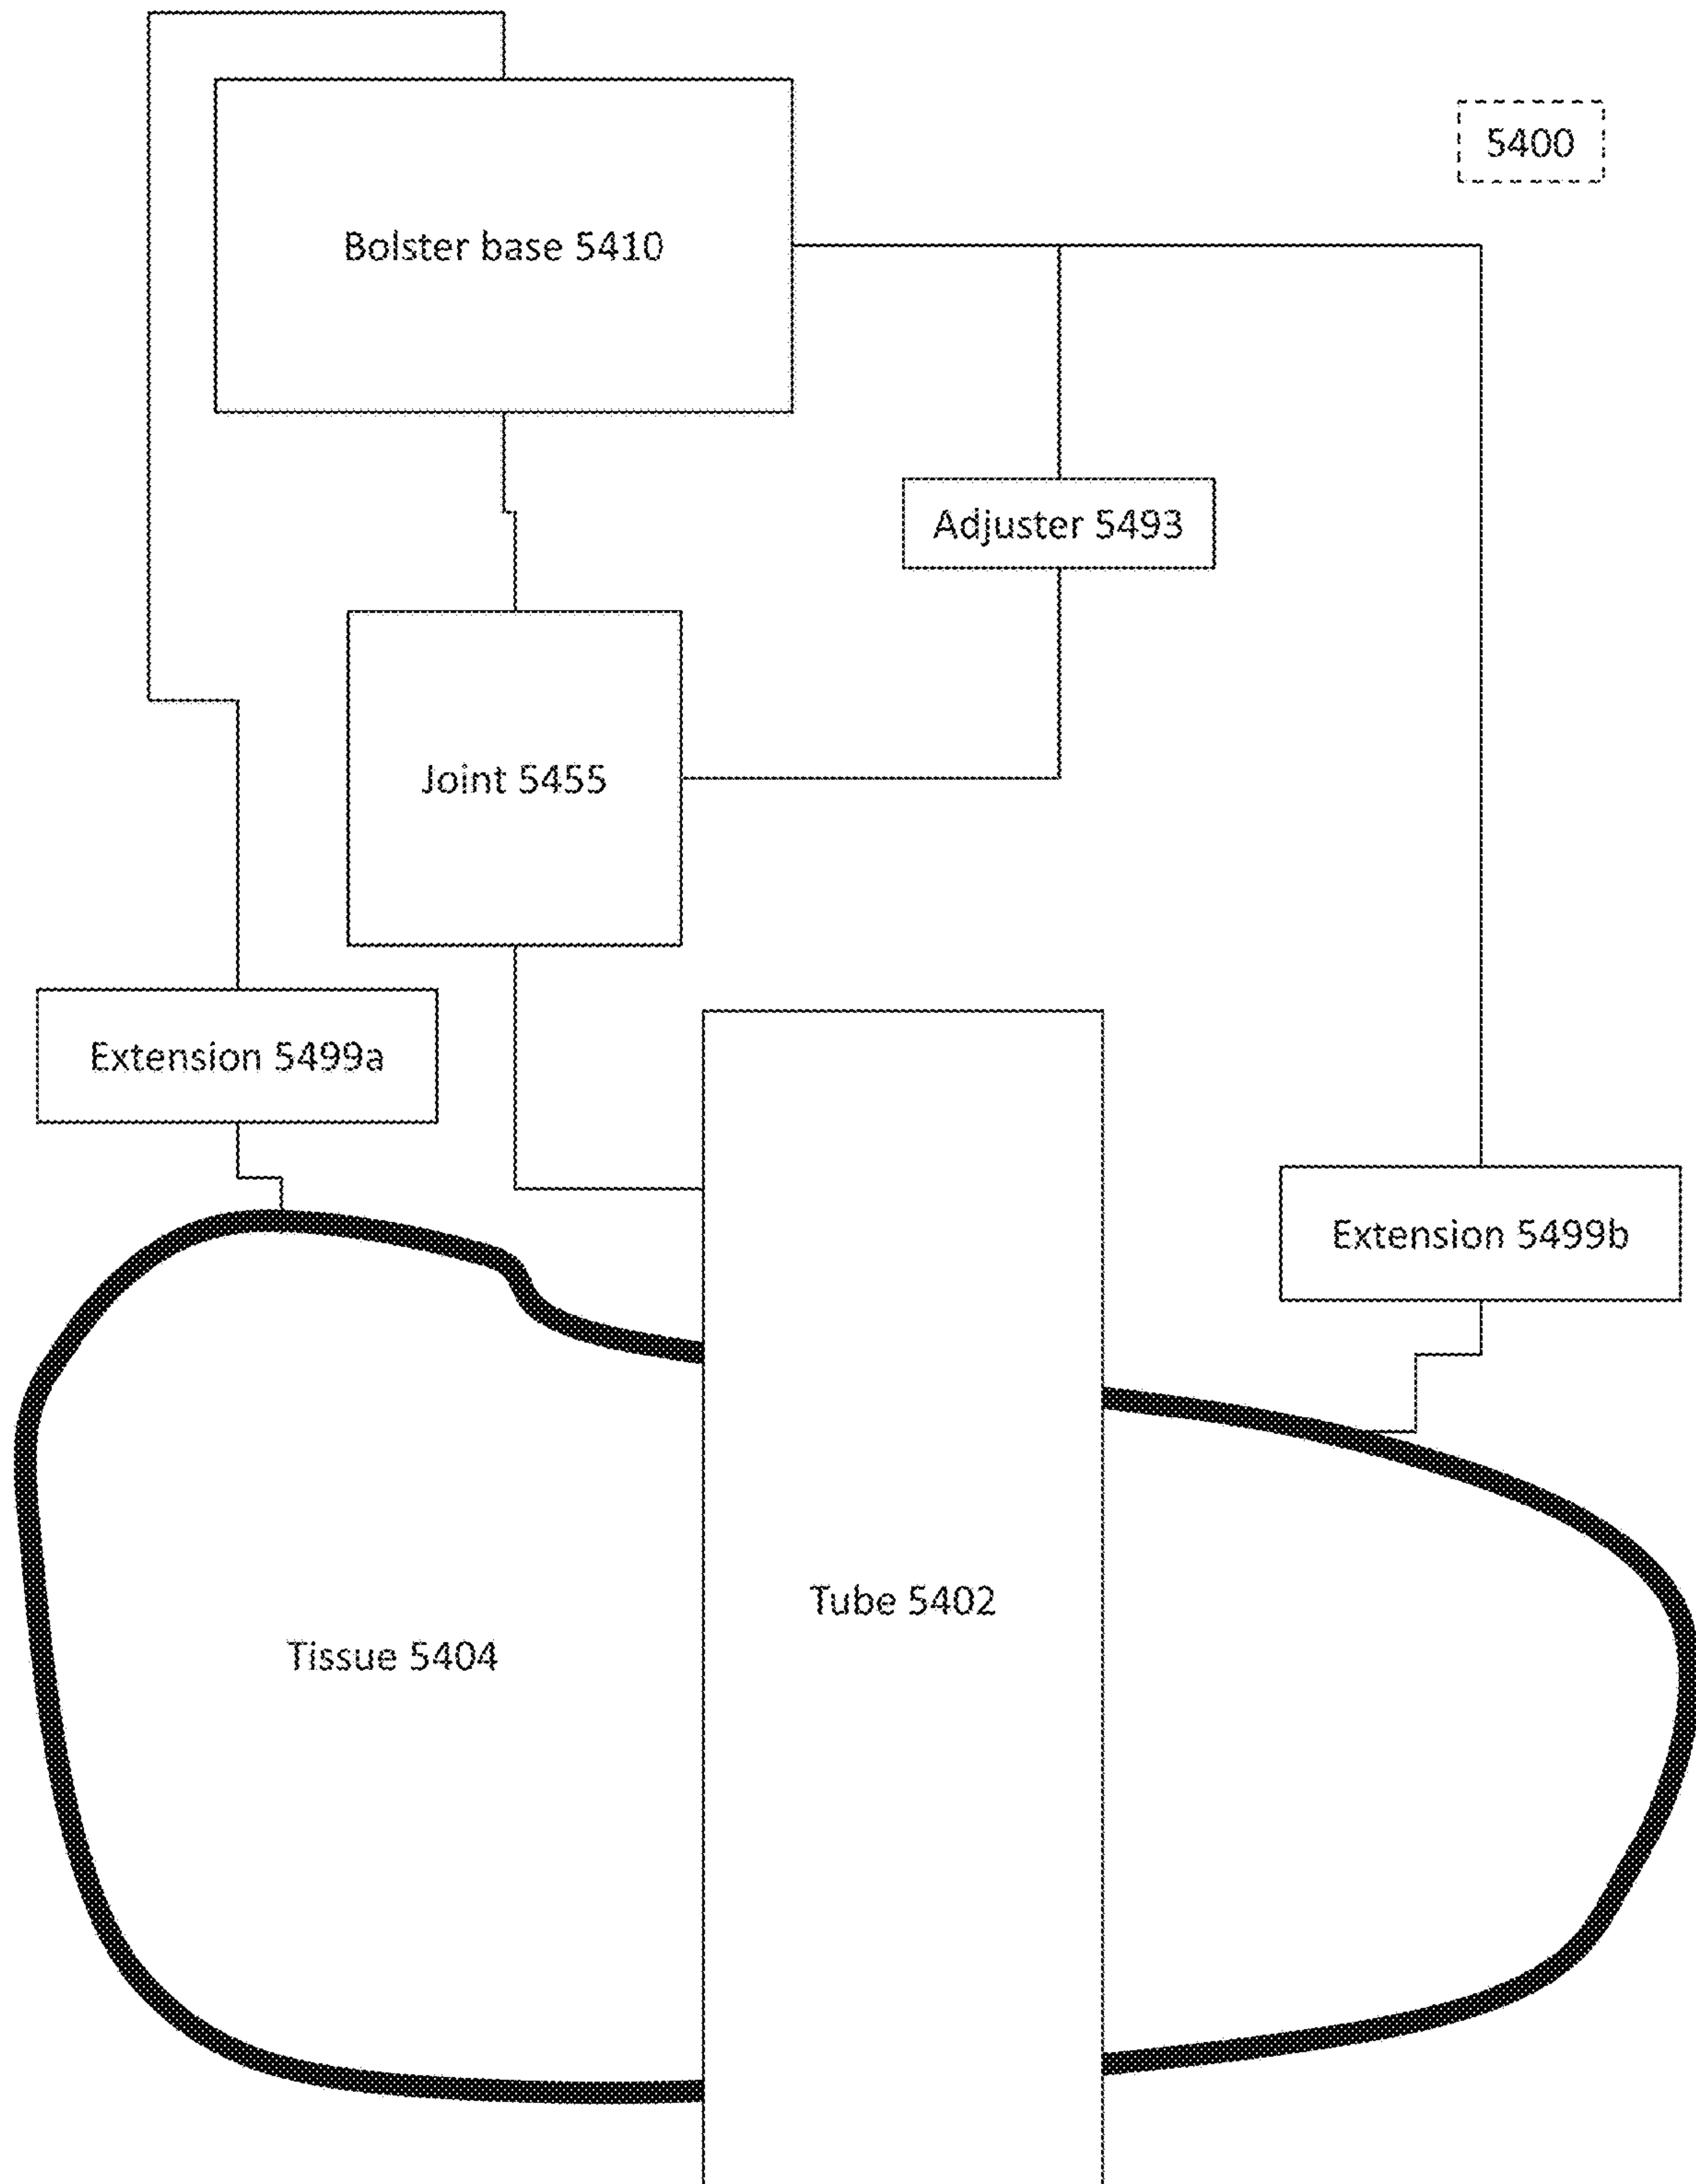 5400
Bolster base 5410
Adjuster 5493
Joint 5455
Extension 5499a
Extension 5499b
Tube 5402
Tissue 5404